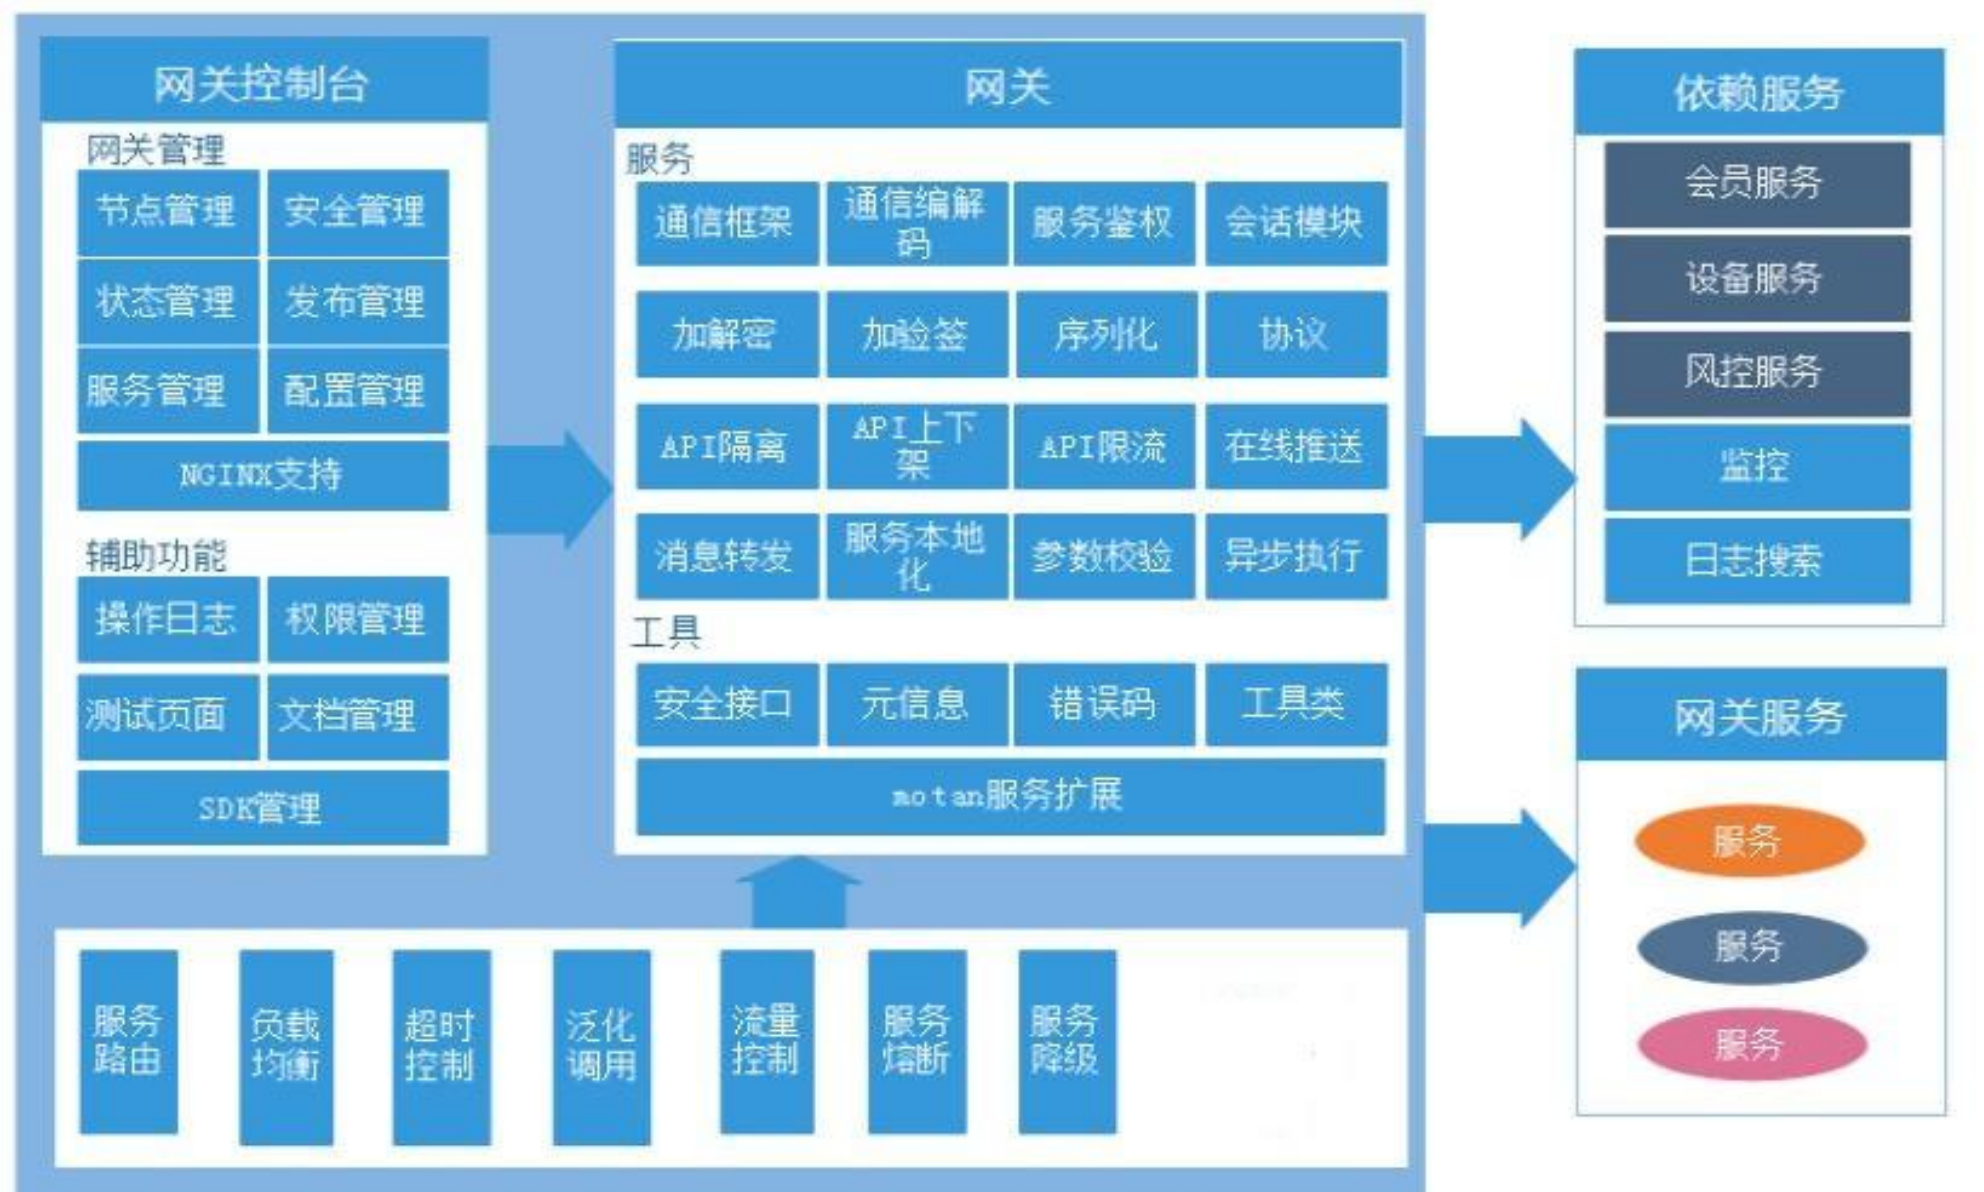 网关控制台
网关管理
节点管理
安全管理
状态管理
发布管理
服务管理
配置管理
NGINX支持
辅助功能
操作日志
权限管理
测试页面
文档管理
SDK管理
网关
服务
通信框架
通信编解
码
服务鉴权
会话模块
加解密
加验签
序列化
协议
API隔离
API上下
架
API限流
在线推送
消息转发
服务本地
化
参数校验
异步执行
工具
安全接口
元信息
错误码
工具类
motan服务扩展
服务
路由
负载
均衡
超时
控制
泛化
调用
流量
控制
服务
熔断
服务
降级
依赖服务
会员服务
设备服务
风控服务
监控
日志搜索
网关服务
服务
服务
服务